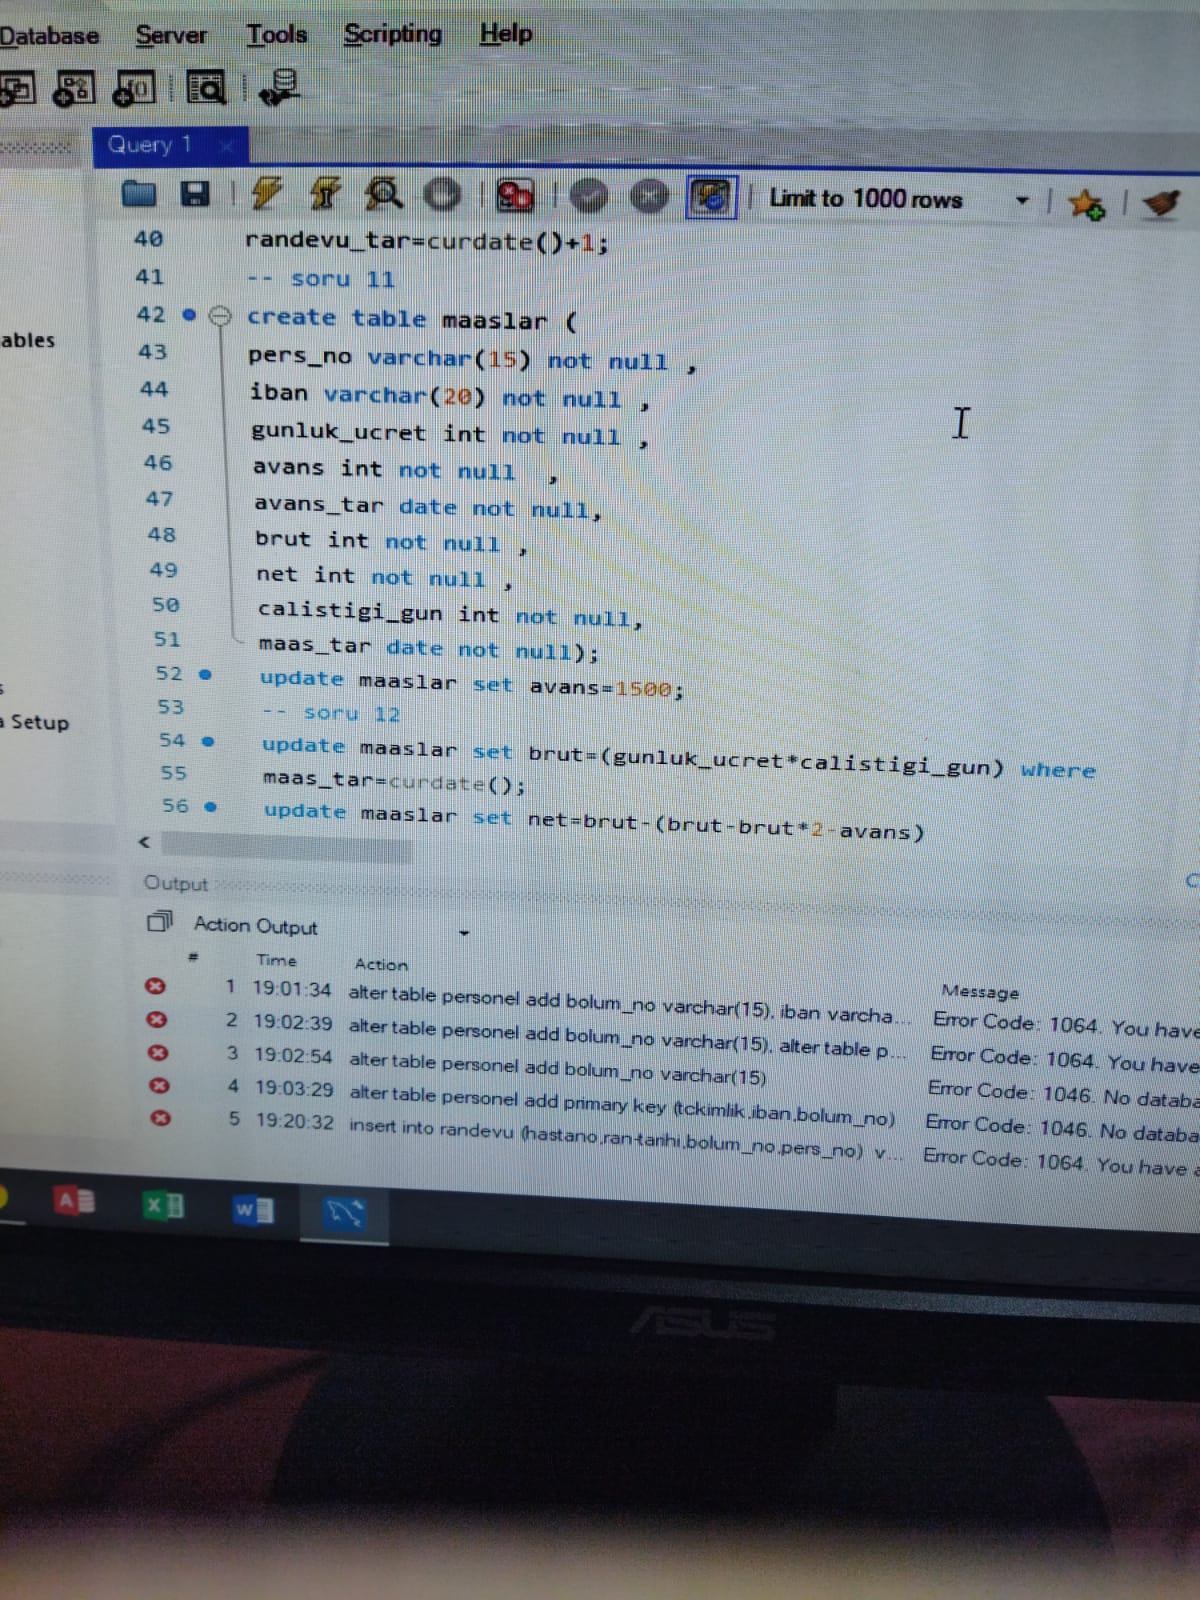 Database Server Tools Scripting Help
Query 1
Limit to 1000 rows
40 randevu_tar=curdate()+1;
41 -- soru 11
ables
42 create table maaslar (
43 pers_no varchar(15) not null ,
44 iban varchar(20) not null ,
45 gunluk_ucret int not null ,
46 avans int not null ,
47 avans_tar date not null,
48 brut int not null ,
49 net int not null ,
50 calistigi_gun int not null,
51 maas_tar date not null);
52 update maaslar set avans=1500;
s
53 -- soru 12
a Setup
54 update maaslar set brut=(gunluk_ucret*calistigi_gun) where
55 maas_tar=curdate();
56 update maaslar set net=brut-(brut-brut*2-avans)
Output
Action Output
# Time Action Message
1 19:01:34 alter table personel add bolum_no varchar(15), iban varcha... Error Code: 1064. You have
2 19:02:39 alter table personel add bolum_no varchar(15), alter table p... Error Code: 1064. You have
3 19:02:54 alter table personel add bolum_no varchar(15) Error Code: 1046. No databa
4 19:03:29 alter table personel add primary key (tckimlik,iban,bolum_no) Error Code: 1046. No databa
5 19:20:32 insert into randevu (hastano,ran-tarihi,bolum_no,pers_no) v... Error Code: 1064. You have a
ASUS